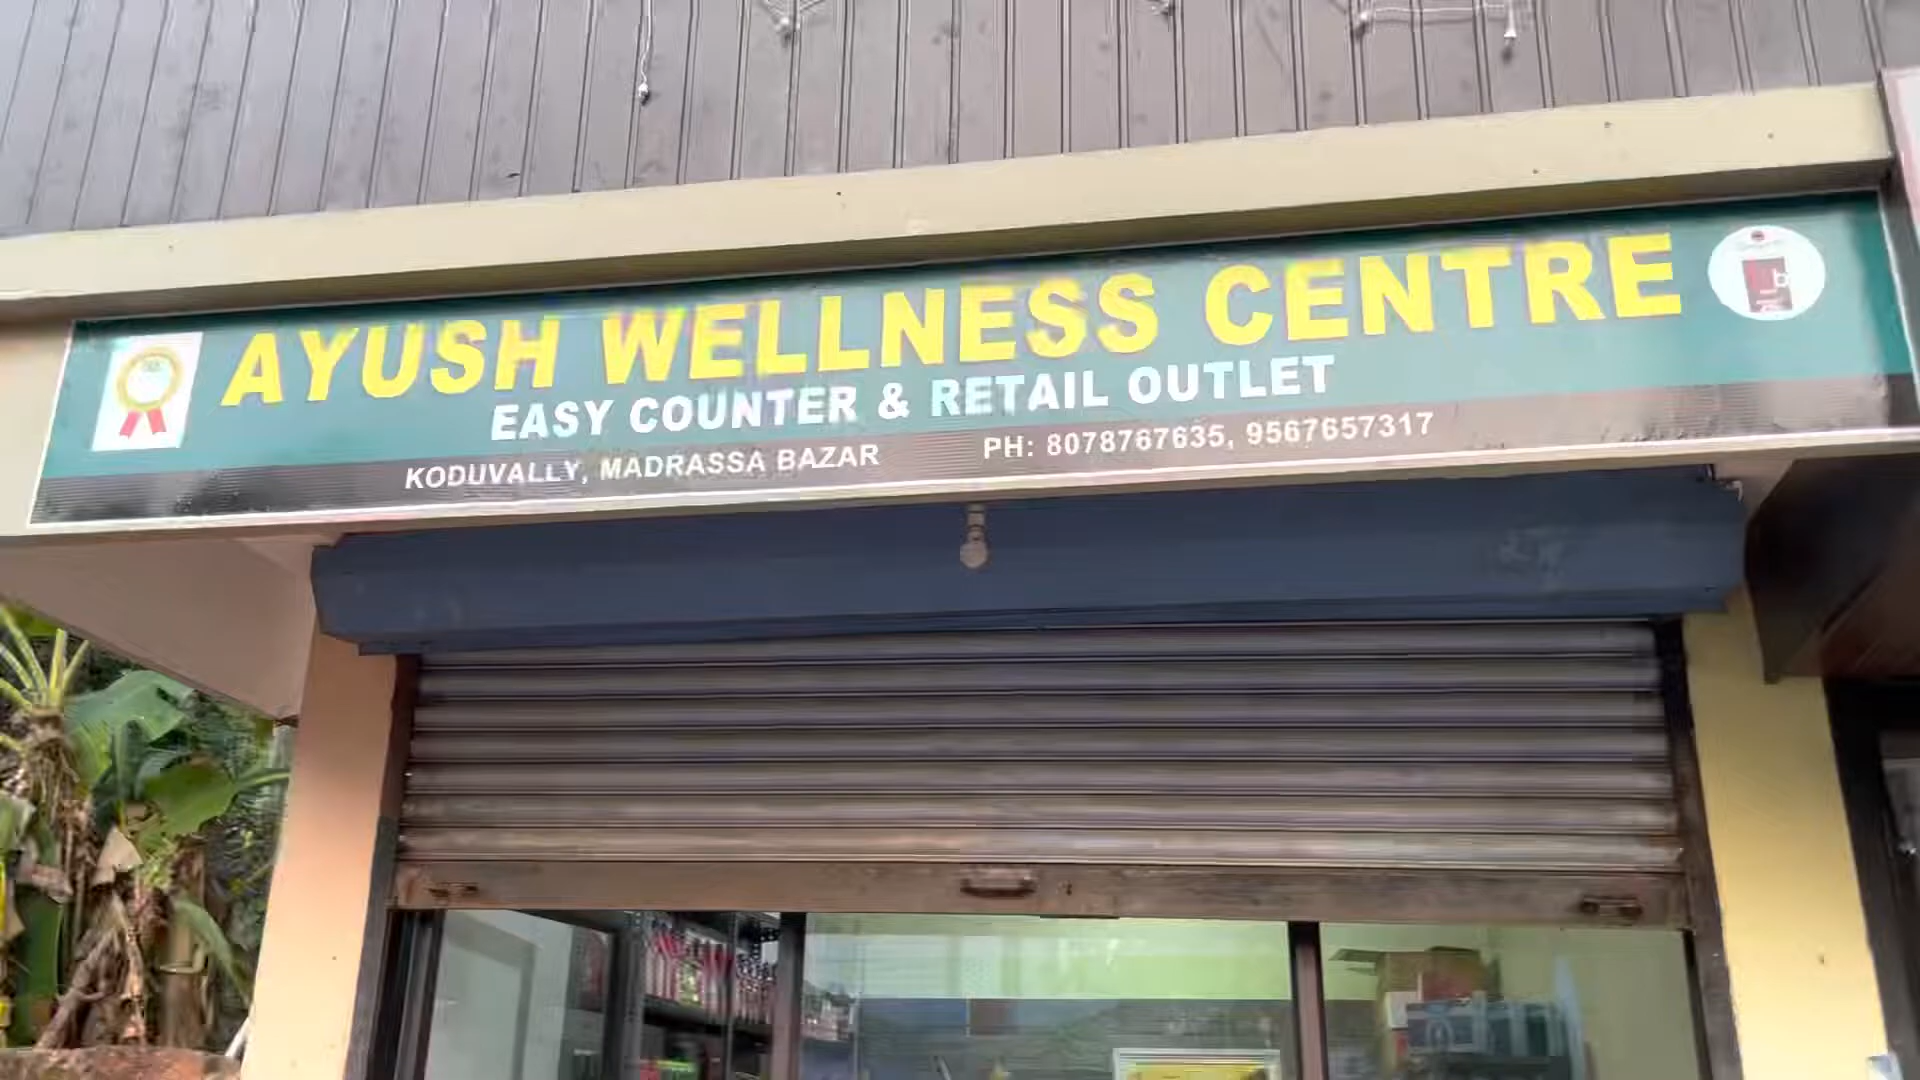 AYUSH WELLNESS CENTRE
EASY COUNTER & RETAIL OUTLET
KODUVALLY, MADRASSA BAZAR PH: 8078767635, 9567657317